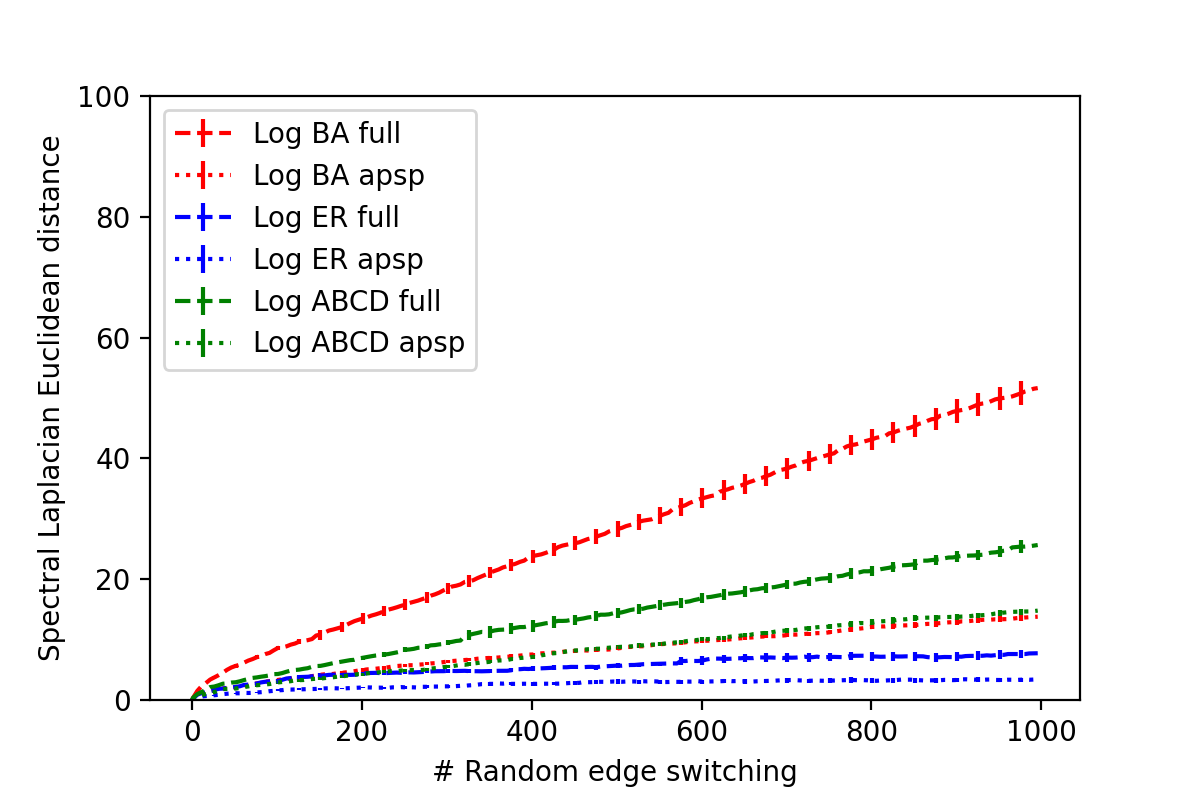 100
80
60
40
20
0
Spectral Laplacian Euclidean distance
Log BA full
Log BA apsp
Log ER full
Log ER apsp
Log ABCD full
Log ABCD apsp
0 200 400 600 800 1000
# Random edge switching